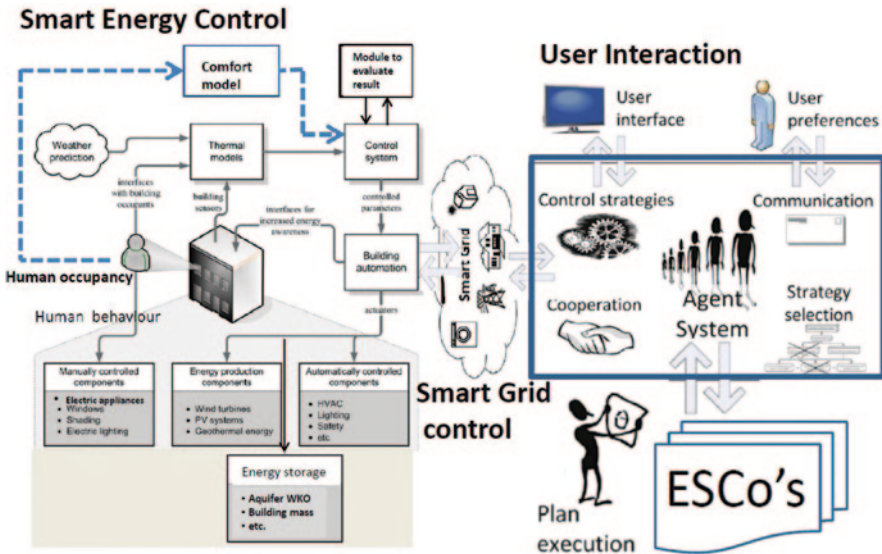 Smart Energy Control
Comfort
model
Module to
evaluate
result
Weather
prediction
Thermal
models
Control
system
interfaces
with building
occupants
building
sensors
interfaces for
increased energy
awareness
controlled
parameters
Building
automation
actuators
Human occupancy
Human behaviour
Manually controlled
components
• Electric appliances
• Windows
• Shading
• Electric lighting
Energy production
components
• Wind turbines
• PV systems
• Geothermal energy
Automatically controlled
components
• HVAC
• Lighting
• Safety
• etc
Energy storage
• Aquifer WKO
• Building mass
• etc.
Smart Grid
Smart Grid
control
User Interaction
User
interface
User
preferences
Control strategies
Communication
Cooperation
Agent
System
Strategy
selection
Plan
execution
ESCo's